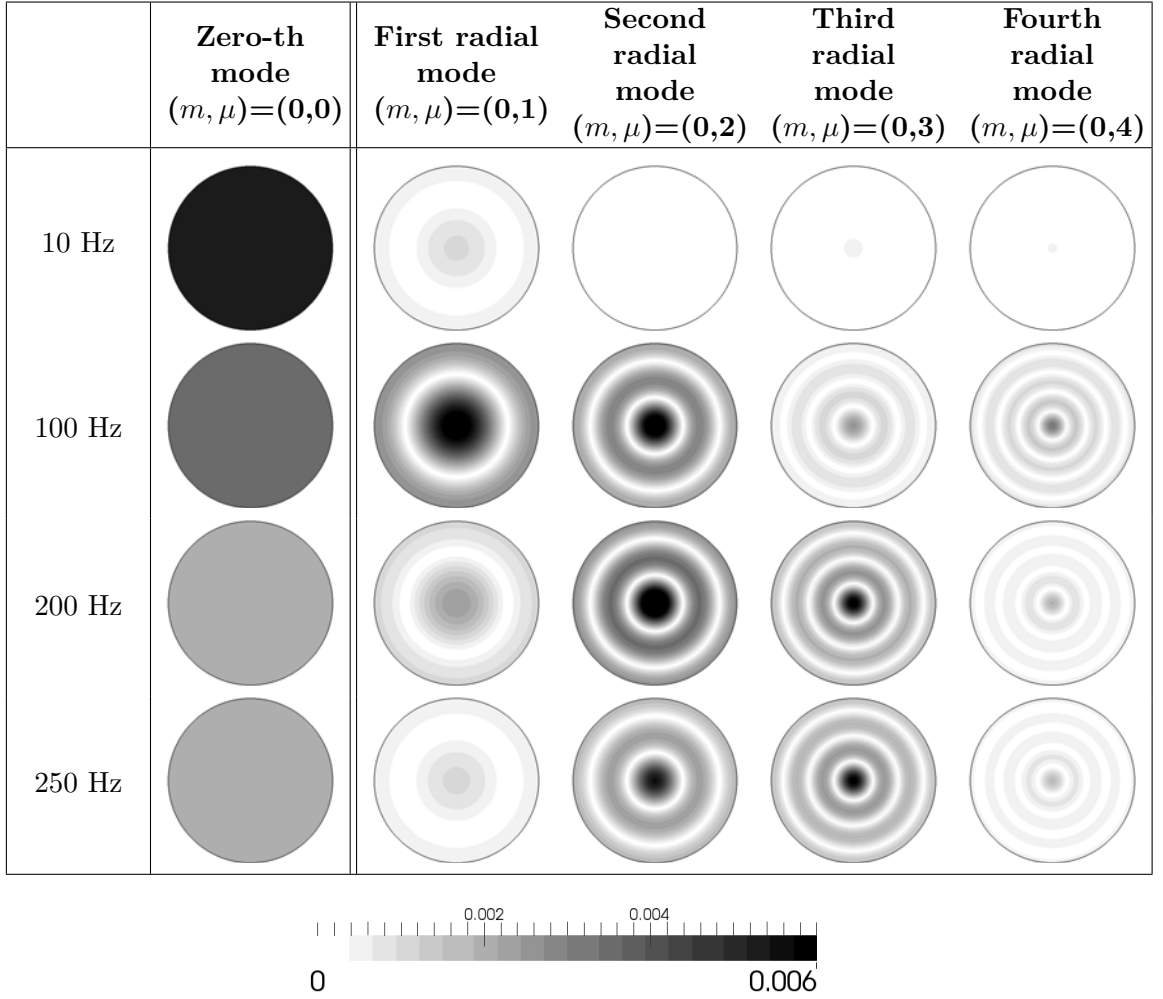 Zero-th
mode
(m, μ)=(0,0)
First radial
mode
(m, μ)=(0,1)
Second
radial
mode
(m, μ)=(0,2)
Third
radial
mode
(m, μ)=(0,3)
Fourth
radial
mode
(m, μ)=(0,4)
10 Hz
100 Hz
200 Hz
250 Hz
0.002 0.004
0 0.006